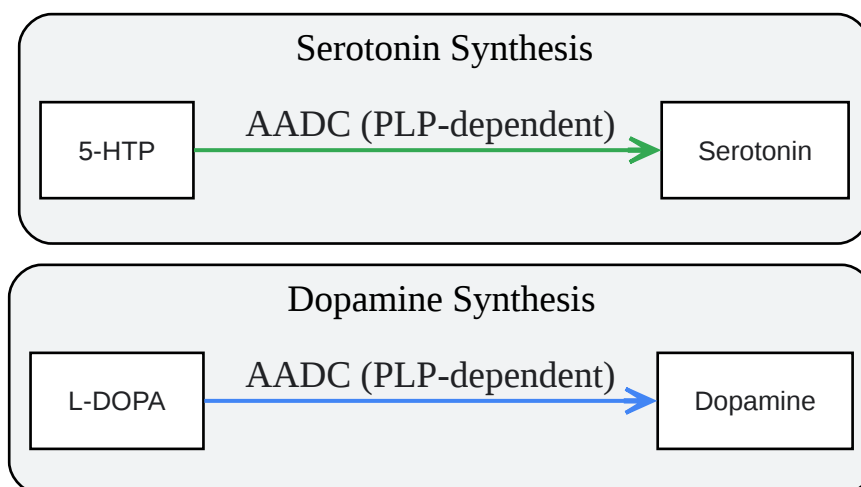 Serotonin Synthesis
AADC (PLP-dependent)
5-HTP
Serotonin
Dopamine Synthesis
AADC (PLP-dependent)
L-DOPA
Dopamine